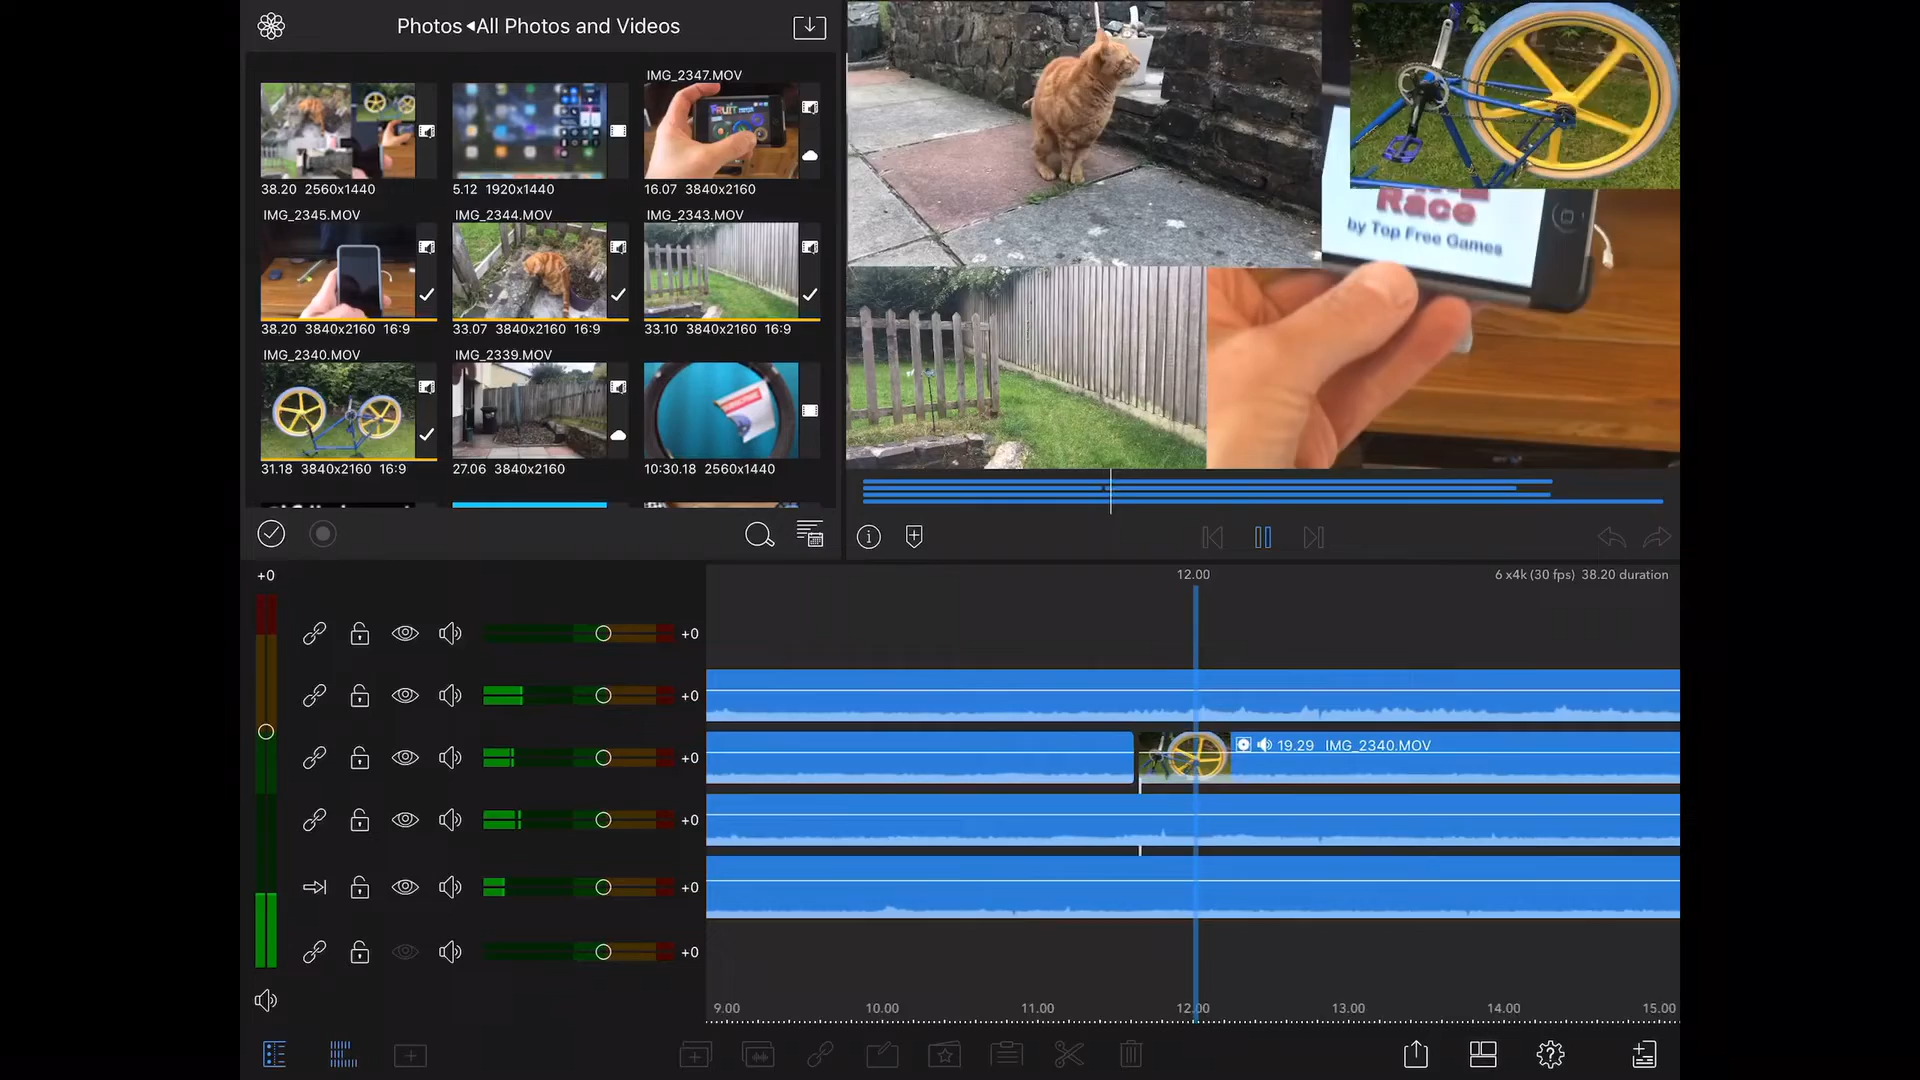 Photos ◂All Photos and Videos
IMG_2347.MOV
FRUIT
38.20 2560x1440
5.12 1920x1440
16.07 3840x2160
IMG_2345.MOV
IMG_2344.MOV
IMG_2343.MOV
38.20 3840x2160 16:9
33.07 3840x2160 16:9
33.10 3840x2160 16:9
IMG_2340.MOV
IMG_2339.MOV
31.18 3840x2160 16:9
27.06 3840x2160
10:30.18 2560x1440
Race
by Top Free Games
+0
12.00
6 x4k (30 fps) 38.20 duration
+0
+0
+0
19.29 IMG_2340.MOV
+0
+0
+0
9.00 10.00 11.00 12.00 13.00 14.00 15.00